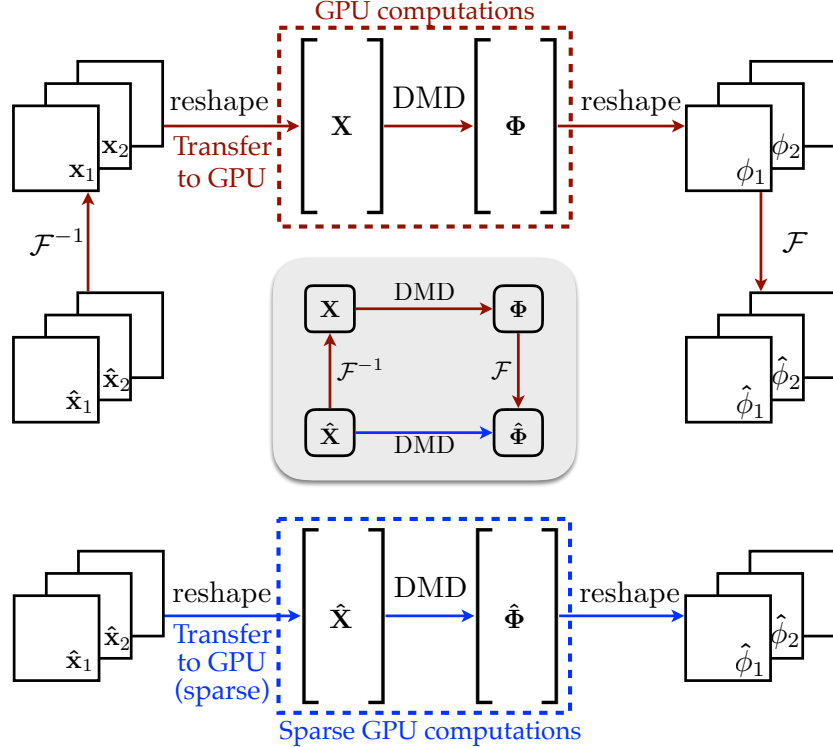 GPU computations
reshape
DMD
reshape
X
Φ
Transfer
to GPU
x₁
x₂
ϕ₁
ϕ₂
ℱ⁻¹
ℱ
x̂₁
x̂₂
ϕ̂₁
ϕ̂₂
X
DMD
Φ
ℱ⁻¹
ℱ
X̂
DMD
Φ̂
reshape
DMD
reshape
X̂
Φ̂
Transfer
to GPU
(sparse)
x̂₁
x̂₂
ϕ̂₁
ϕ̂₂
Sparse GPU computations